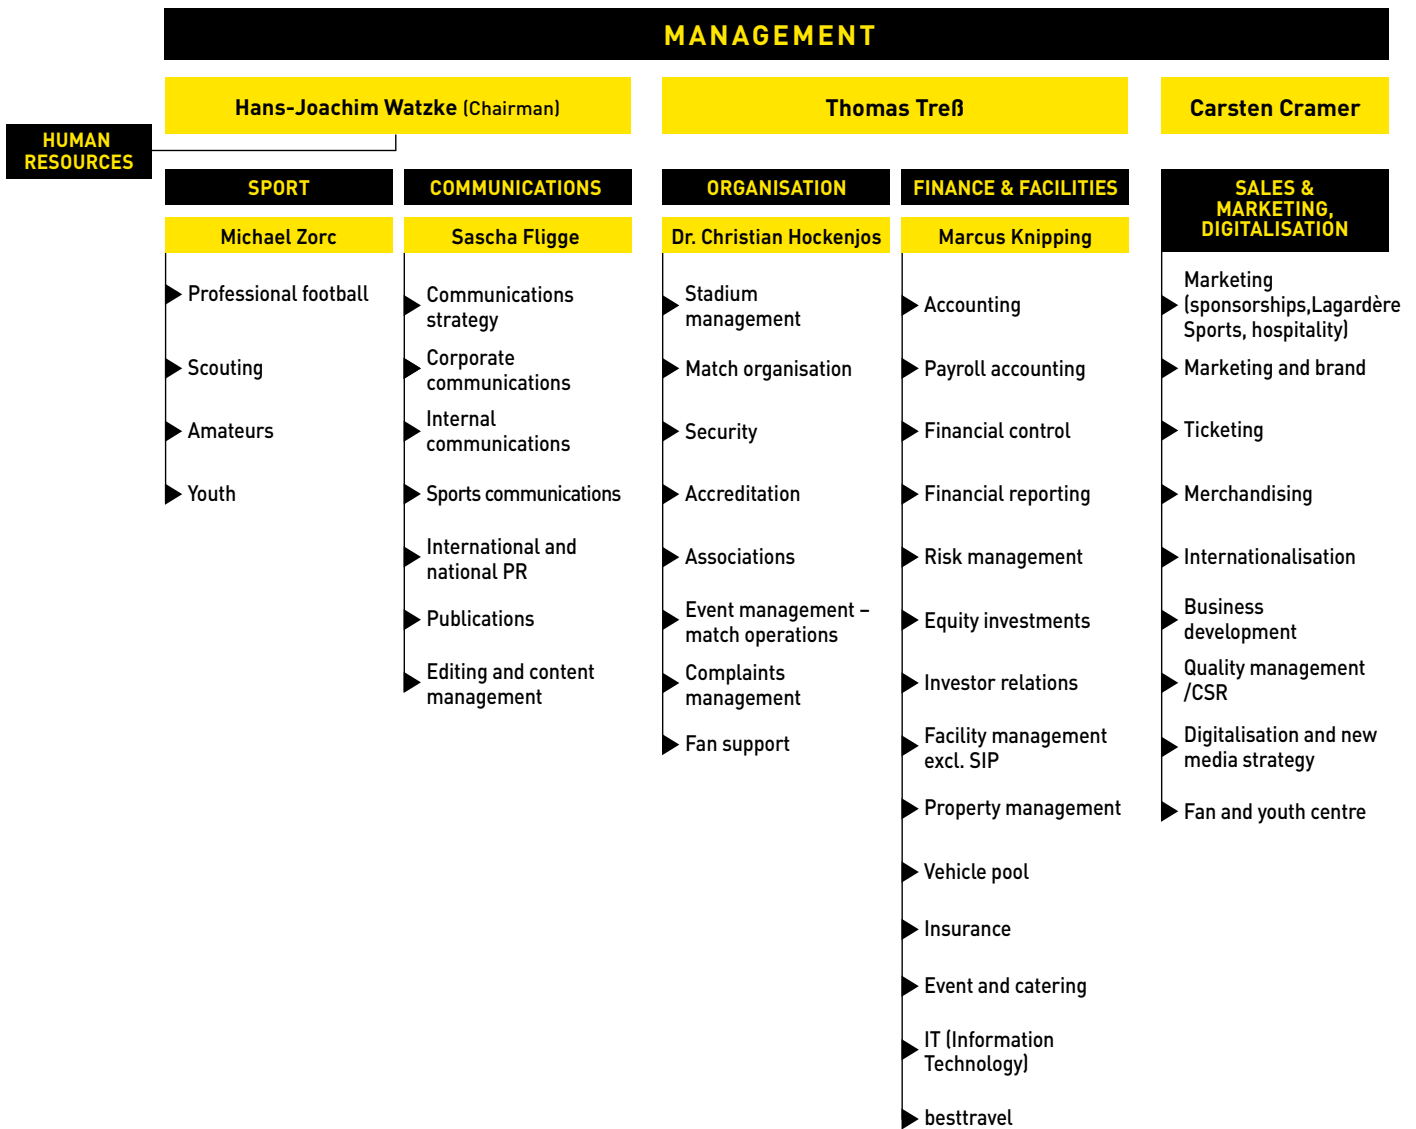 MANAGEMENT
Hans-Joachim Watzke (Chairman)
Thomas Treß
Carsten Cramer
HUMAN
RESOURCES
SPORT
Michael Zorc
Professional football
Scouting
Amateurs
Youth
COMMUNICATIONS
Sascha Fligge
Communications
strategy
Corporate
communications
Internal
communications
Sports communications
International and
national PR
Publications
Editing and content
management
ORGANISATION
Dr. Christian Hockenjos
Stadium
management
Match organisation
Security
Accreditation
Associations
Event management –
match operations
Complaints
management
Fan support
FINANCE & FACILITIES
Marcus Knipping
Accounting
Payroll accounting
Financial control
Financial reporting
Risk management
Equity investments
Investor relations
Facility management
excl. SIP
Property management
Vehicle pool
Insurance
Event and catering
IT (Information
Technology)
besttravel
SALES &
MARKETING,
DIGITALISATION
Marketing
(sponsorships,Lagardère
Sports, hospitality)
Marketing and brand
Ticketing
Merchandising
Internationalisation
Business
development
Quality management
/CSR
Digitalisation and new
media strategy
Fan and youth centre